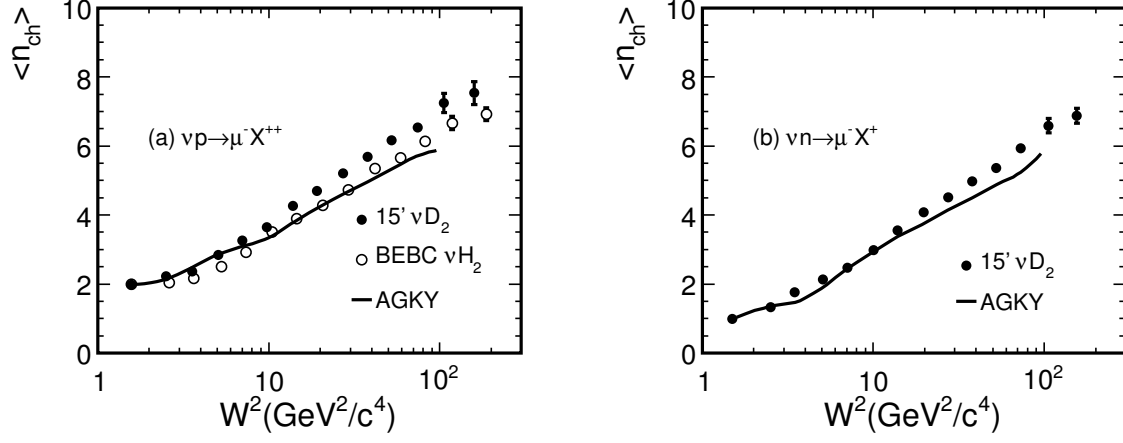 <n_ch>
10
8
6
4
2
0
(a) νp→μ⁻X⁺⁺
15' νD₂
BEBC νH₂
AGKY
1 10 10²
W²(GeV²/c⁴)
<n_ch>
10
8
6
4
2
0
(b) νn→μ⁻X⁺
15' νD₂
AGKY
1 10 10²
W²(GeV²/c⁴)